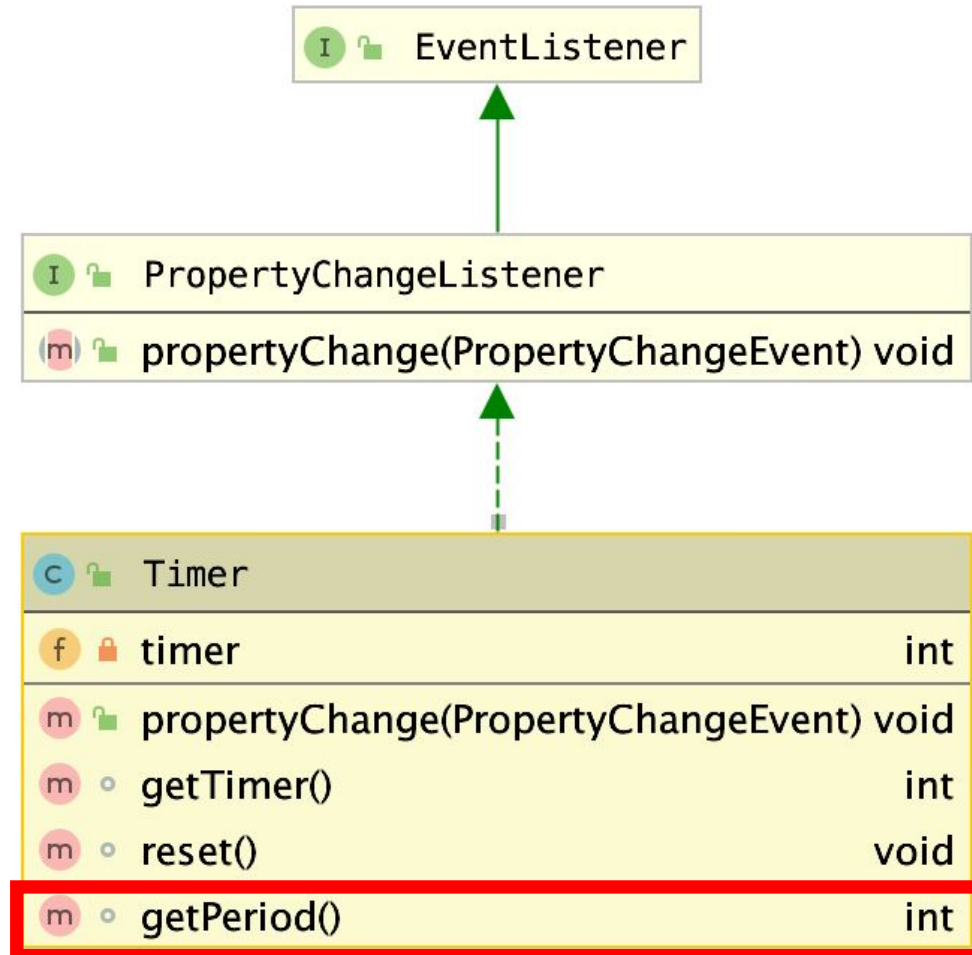 I EventListener
I PropertyChangeListener
m propertyChange(PropertyChangeEvent) void
C Timer
f timer int
m propertyChange(PropertyChangeEvent) void
m getTimer() int
m reset() void
m getPeriod() int